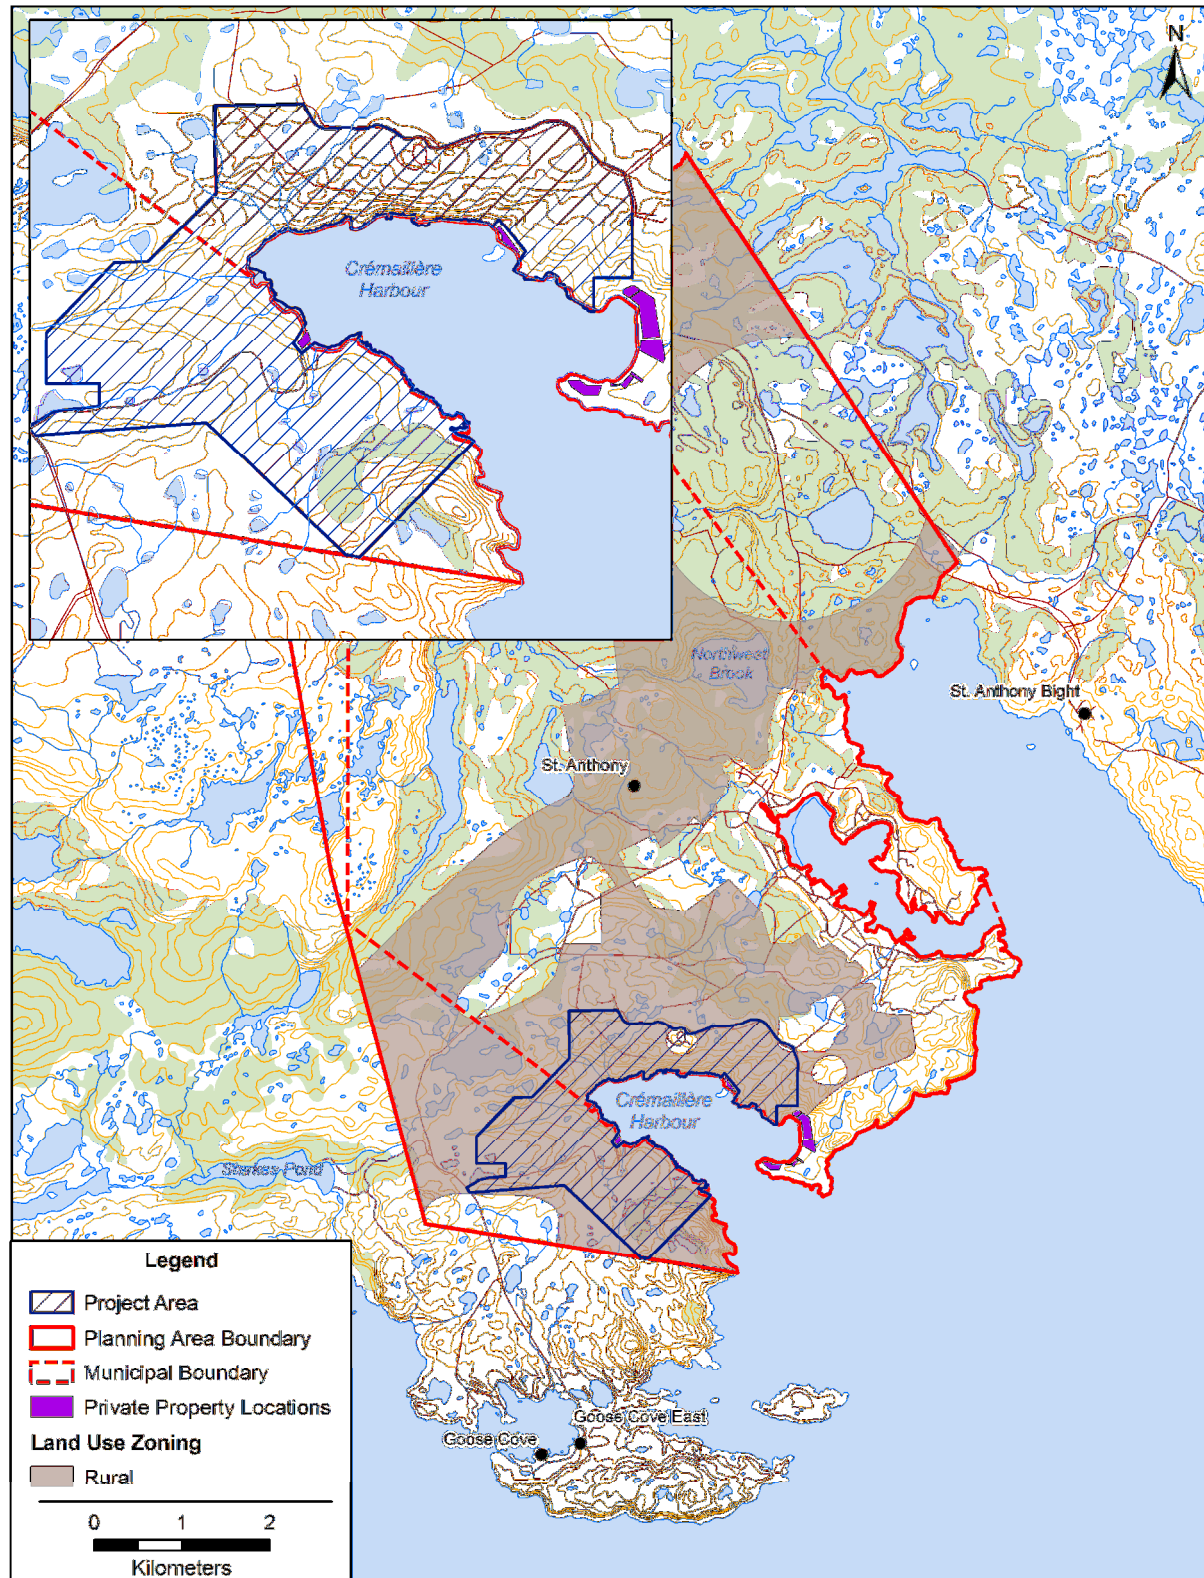 N
Crémaillère
Harbour
Northwest
Brook
St. Anthony Bight
St. Anthony
Crémaillère
Harbour
Starkes Pond
Legend
Project Area
Planning Area Boundary
Municipal Boundary
Private Property Locations
Land Use Zoning
Rural
0 1 2
Kilometers
Goose Cove East
Goose Cove